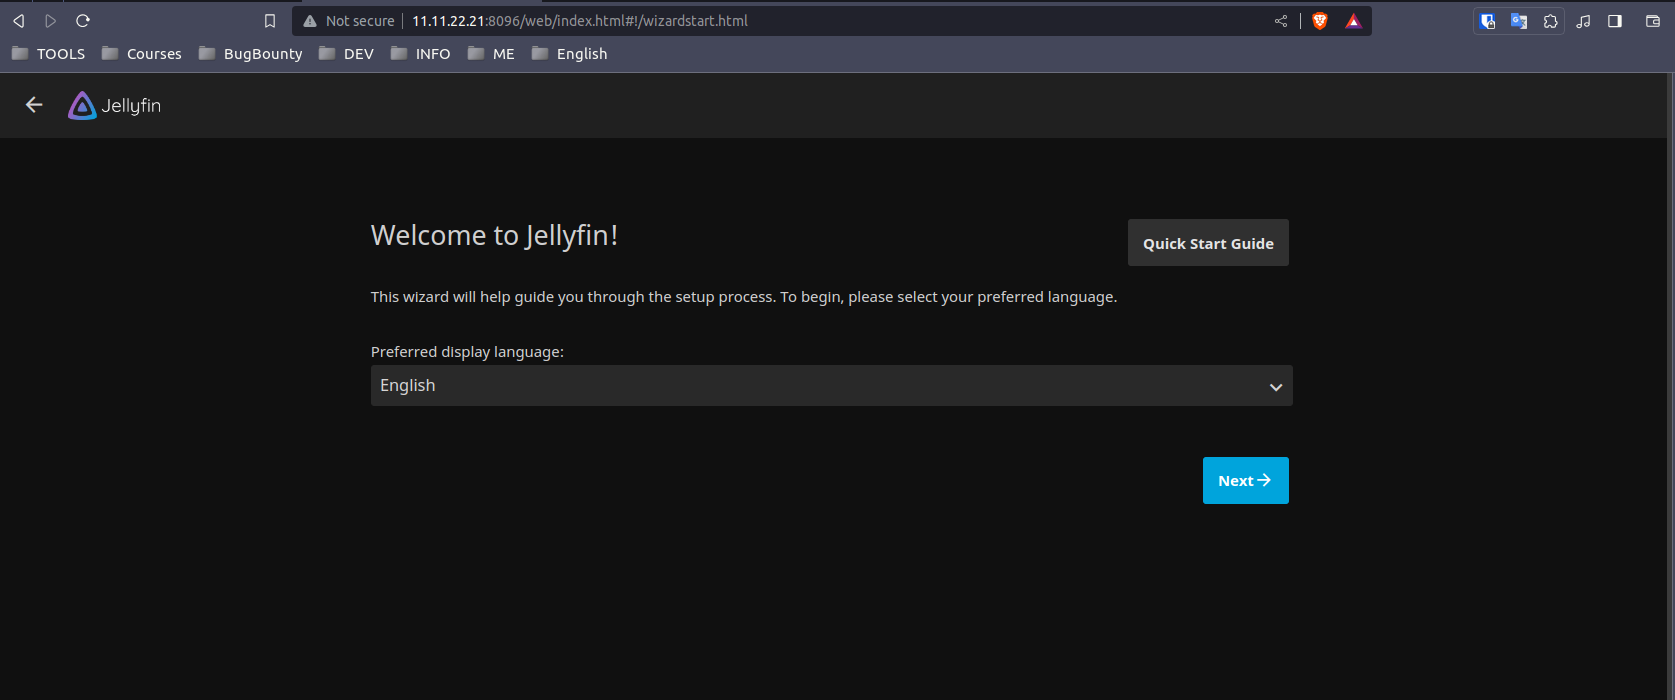 Not secure 11.11.22.21:8096/web/index.html#!/wizardstart.html
TOOLS Courses BugBounty DEV INFO ME English
Jellyfin
Welcome to Jellyfin!
Quick Start Guide
This wizard will help guide you through the setup process. To begin, please select your preferred language.
Preferred display language:
English
Next